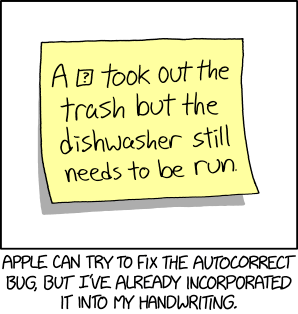 A ⍰ took out the
trash but the
dishwasher still
needs to be run.
APPLE CAN TRY TO FIX THE AUTOCORRECT
BUG, BUT I'VE ALREADY INCORPORATED
IT INTO MY HANDWRITING.